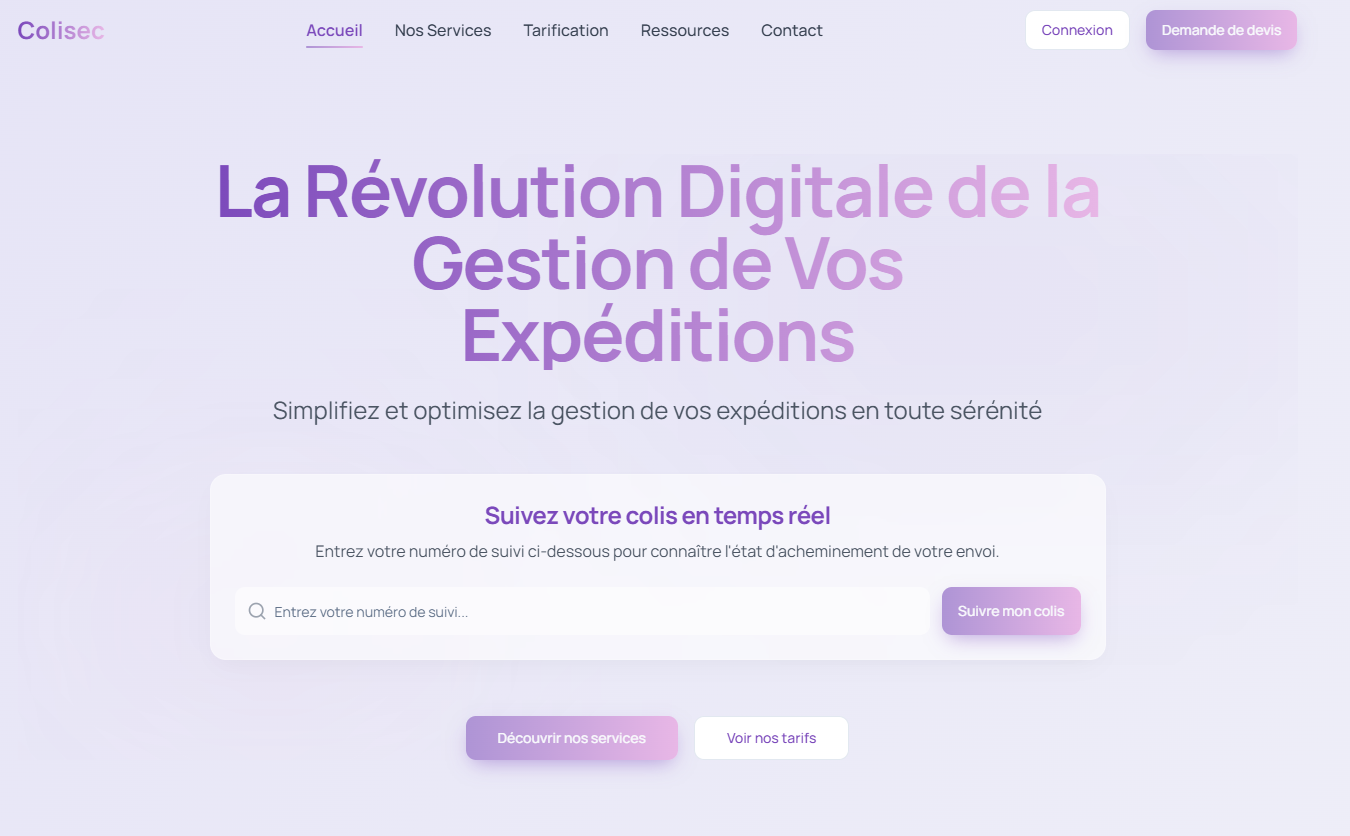 Colisec
Accueil
Nos Services
Tarification
Ressources
Contact
Connexion
Demande de devis
La Révolution Digitale de la
Gestion de Vos
Expéditions
Simplifiez et optimisez la gestion de vos expéditions en toute sérénité
Suivez votre colis en temps réel
Entrez votre numéro de suivi ci-dessous pour connaître l'état d'acheminement de votre envoi.
Entrez votre numéro de suivi...
Suivre mon colis
Découvrir nos services
Voir nos tarifs